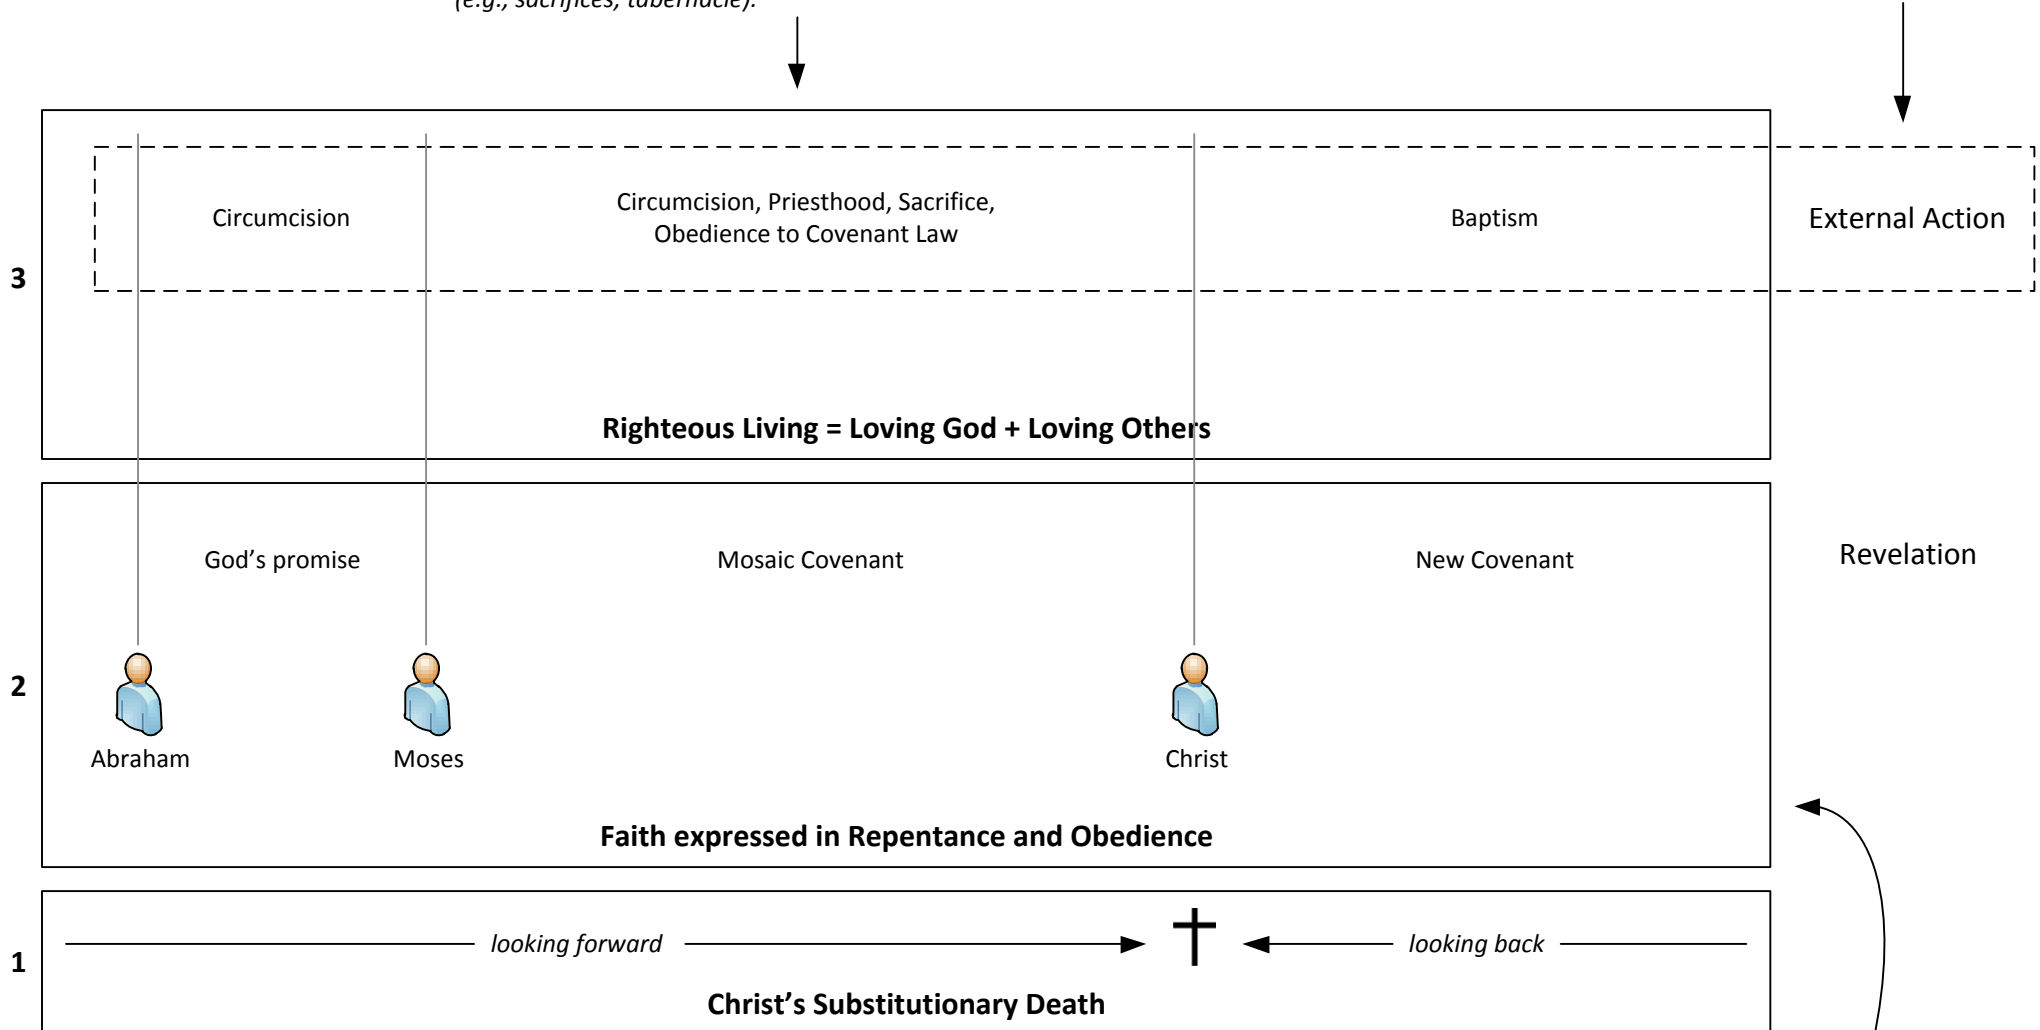 (e.g., sacrifices, tabernacle).
Circumcision
Circumcision, Priesthood, Sacrifice,
Obedience to Covenant Law
Baptism
External Action
3
Righteous Living = Loving God + Loving Others
God’s promise
Mosaic Covenant
New Covenant
Revelation
2
Abraham
Moses
Christ
Faith expressed in Repentance and Obedience
looking forward
looking back
1
Christ’s Substitutionary Death